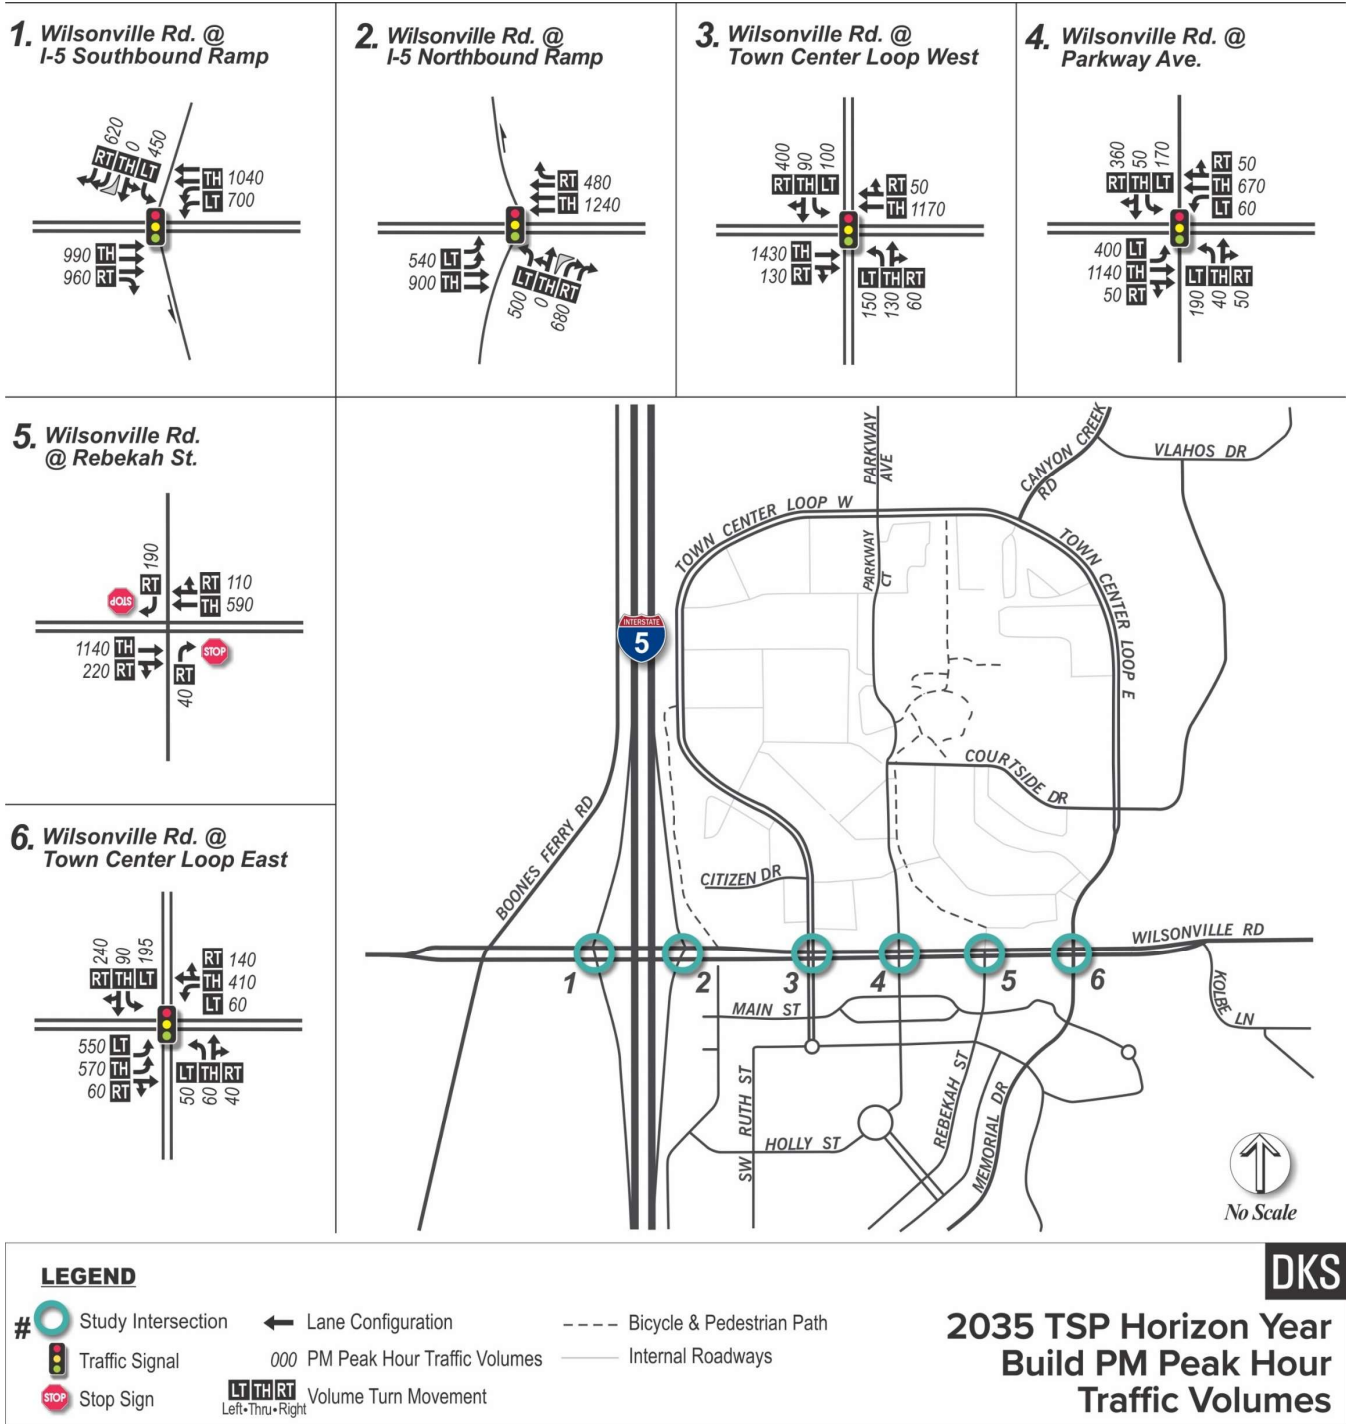 1. Wilsonville Rd. @
I-5 Southbound Ramp
620
0
450
RT TH LT
TH 1040
LT 700
990 TH
960 RT
2. Wilsonville Rd. @
I-5 Northbound Ramp
RT 480
TH 1240
540 LT
900 TH
LT TH RT
500
0
680
3. Wilsonville Rd. @
Town Center Loop West
400
90
100
RT TH LT
RT 50
TH 1170
1430 TH
130 RT
LT TH RT
150
130
60
4. Wilsonville Rd. @
Parkway Ave.
360
50
170
RT TH LT
RT 50
TH 670
LT 60
400 LT
1140 TH
50 RT
LT TH RT
190
40
50
5. Wilsonville Rd.
@ Rebekah St.
190
RT
STOP
RT 110
TH 590
1140 TH
220 RT
RT
40
STOP
6. Wilsonville Rd. @
Town Center Loop East
240
90
195
RT TH LT
RT 140
TH 410
LT 60
550 LT
570 TH
60 RT
LT TH RT
50
60
40
PARKWAY
AVE
CANYON CREEK
RD
VLAHOS DR
TOWN CENTER LOOP W
PARKWAY
CT
TOWN CENTER LOOP E
INTERSTATE
5
COURTSIDE DR
BOONES FERRY RD
CITIZEN DR
WILSONVILLE RD
1
2
3
4
5
6
KOLBE LN
MAIN ST
SW RUTH ST
HOLLY ST
REBEKAH ST
MEMORIAL DR
No Scale
LEGEND
# Study Intersection
Traffic Signal
STOP Stop Sign
Lane Configuration
000 PM Peak Hour Traffic Volumes
LT TH RT Volume Turn Movement
Left•Thru•Right
Bicycle & Pedestrian Path
Internal Roadways
DKS
2035 TSP Horizon Year
Build PM Peak Hour
Traffic Volumes